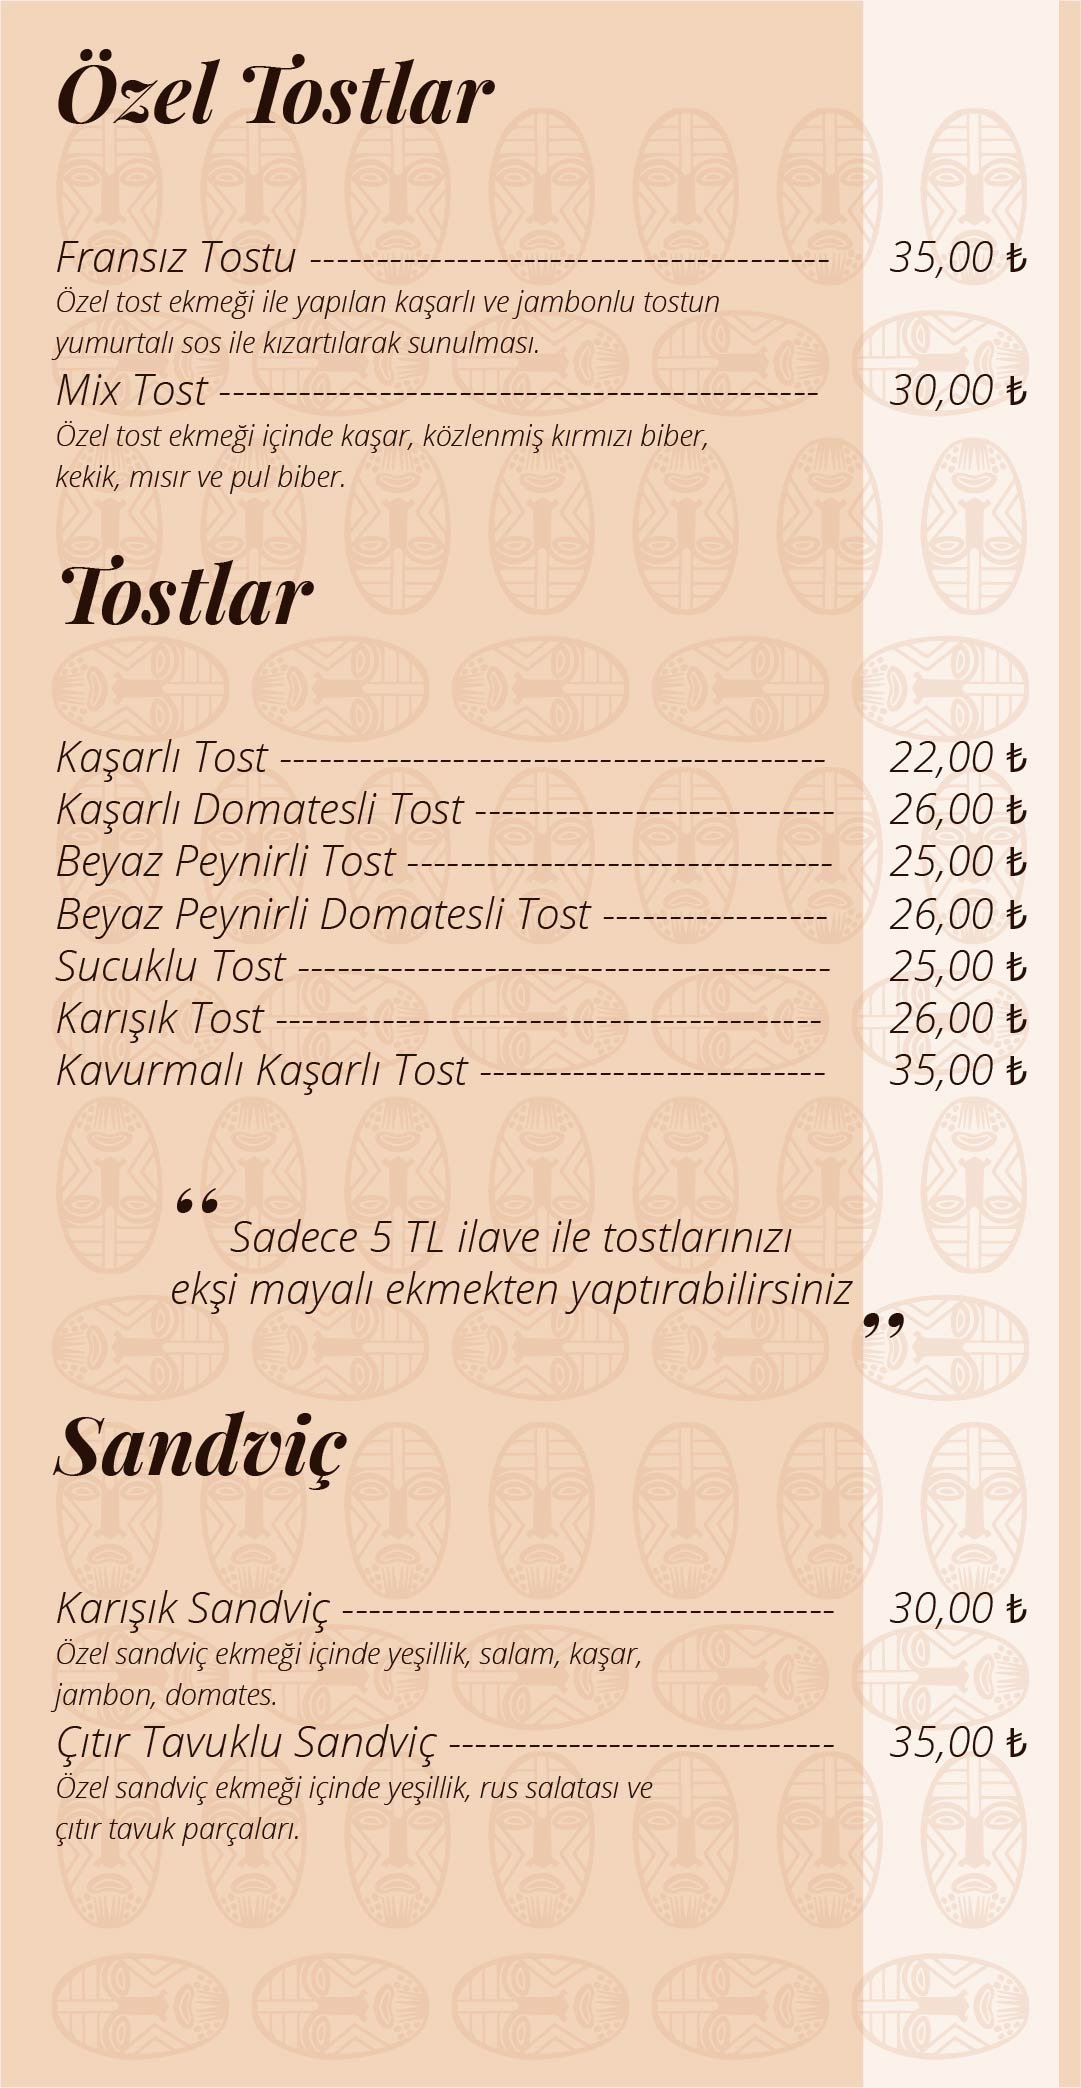 Özel Tostlar
Fransız Tostu --------------------------------------- 35,00 ₺
Özel tost ekmeği ile yapılan kaşarlı ve jambonlu tostun
yumurtalı sos ile kızartılarak sunulması.
Mix Tost --------------------------------------------- 30,00 ₺
Özel tost ekmeği içinde kaşar, közlenmiş kırmızı biber,
kekik, mısır ve pul biber.
Tostlar
Kaşarlı Tost ----------------------------------------- 22,00 ₺
Kaşarlı Domatesli Tost --------------------------- 26,00 ₺
Beyaz Peynirli Tost -------------------------------- 25,00 ₺
Beyaz Peynirli Domatesli Tost ----------------- 26,00 ₺
Sucuklu Tost ---------------------------------------- 25,00 ₺
Karışık Tost ----------------------------------------- 26,00 ₺
Kavurmalı Kaşarlı Tost -------------------------- 35,00 ₺
“ Sadece 5 TL ilave ile tostlarınızı
ekşi mayalı ekmekten yaptırabilirsiniz ”
Sandviç
Karışık Sandviç ------------------------------------- 30,00 ₺
Özel sandviç ekmeği içinde yeşillik, salam, kaşar,
jambon, domates.
Çıtır Tavuklu Sandviç ----------------------------- 35,00 ₺
Özel sandviç ekmeği içinde yeşillik, rus salatası ve
çıtır tavuk parçaları.